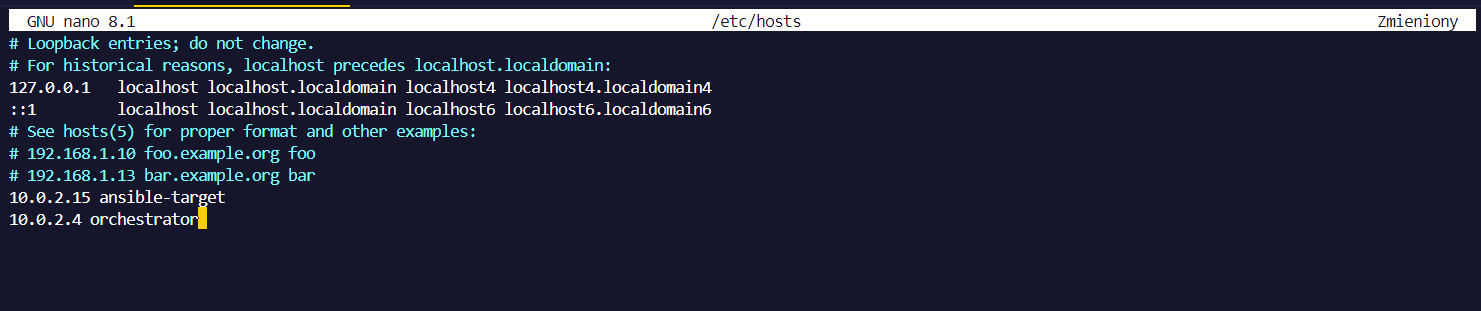 GNU nano 8.1 /etc/hosts Zmieniony
# Loopback entries; do not change.
# For historical reasons, localhost precedes localhost.localdomain:
127.0.0.1   localhost localhost.localdomain localhost4 localhost4.localdomain4
::1         localhost localhost.localdomain localhost6 localhost6.localdomain6
# See hosts(5) for proper format and other examples:
# 192.168.1.10 foo.example.org foo
# 192.168.1.13 bar.example.org bar
10.0.2.15 ansible-target
10.0.2.4 orchestrator